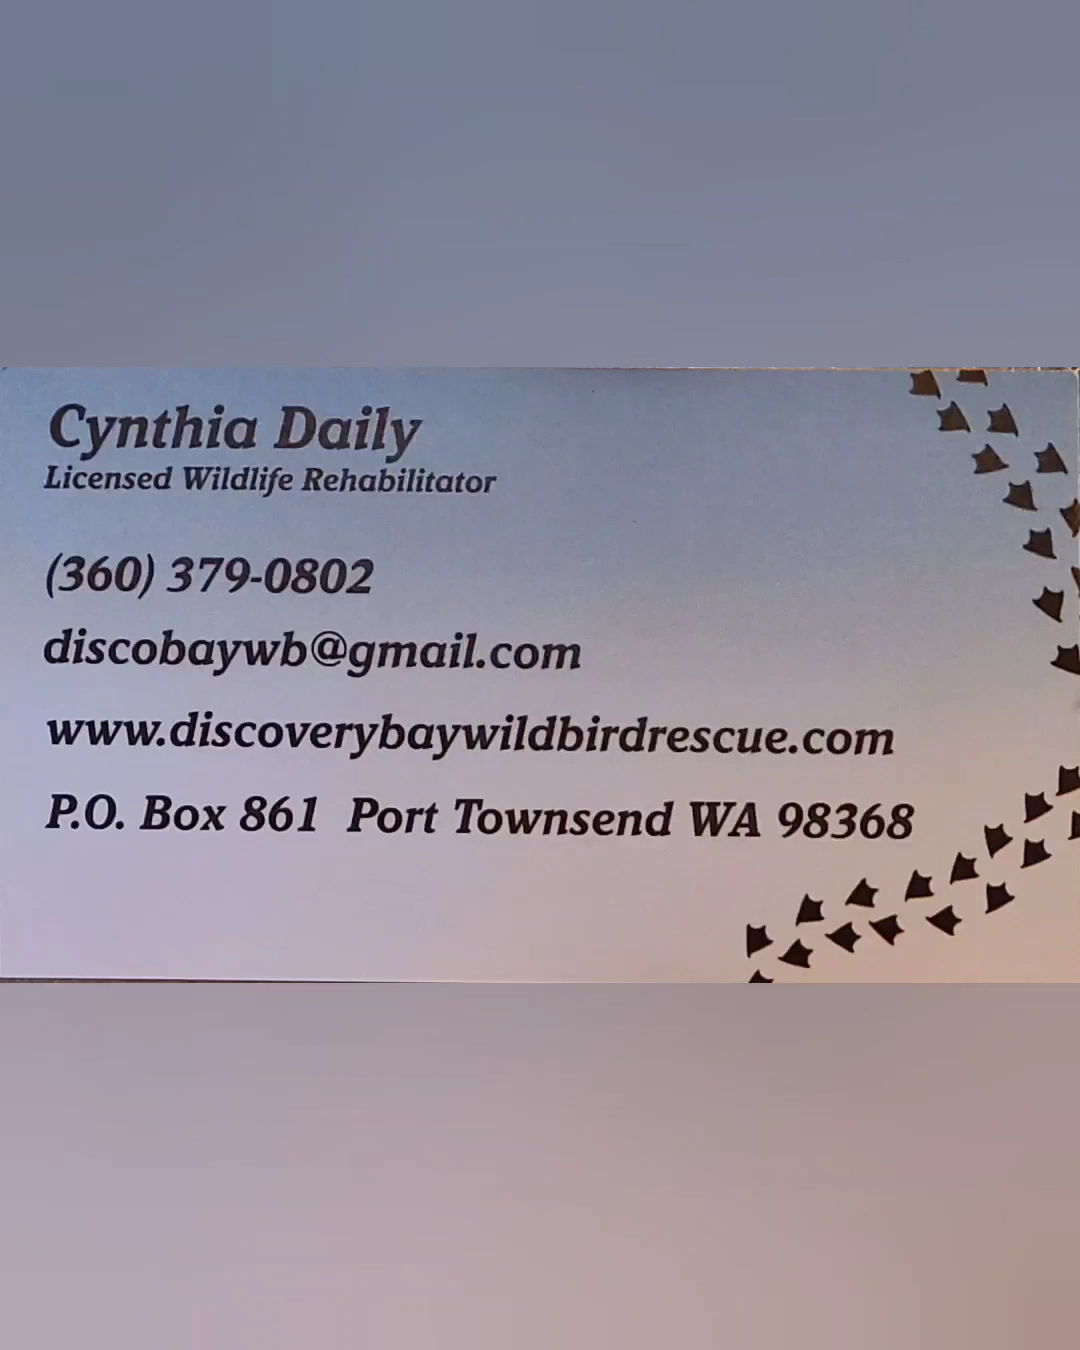 Cynthia Daily
Licensed Wildlife Rehabilitator
(360) 379-0802
discobaywb@gmail.com
www.discoverybaywildbirdrescue.com
P.O. Box 861 Port Townsend WA 98368